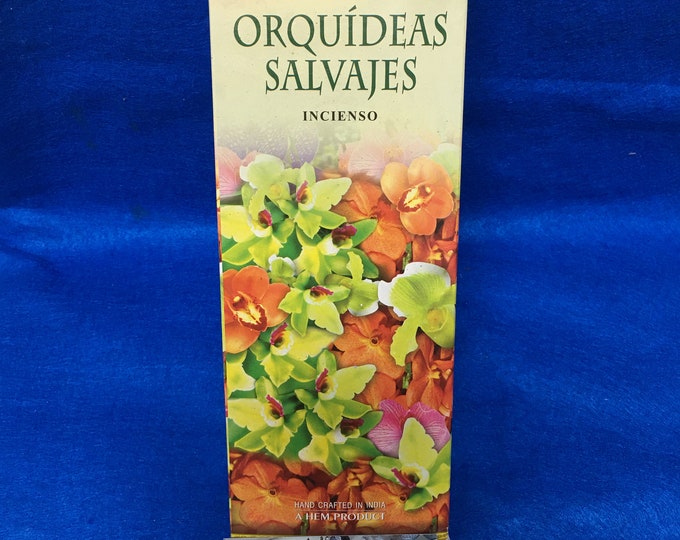 ORQUÍDEAS
SALVAJES
INCIENSO
HAND CRAFTED IN INDIA
A HEM PRODUCT